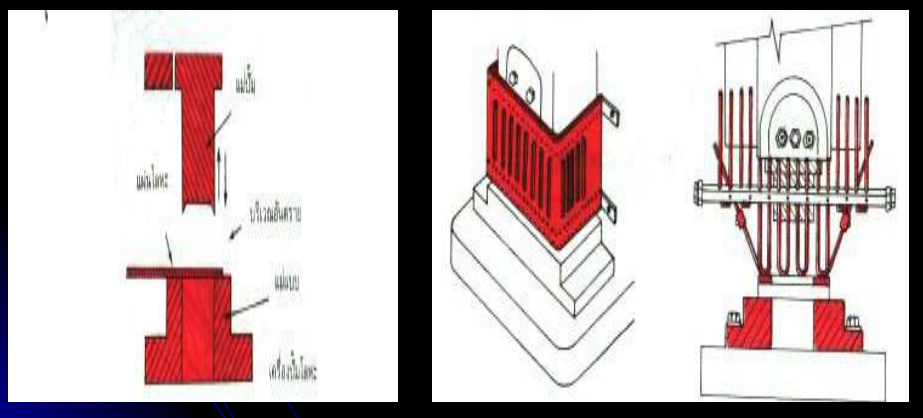 แม่ปั๊ม
แผ่นโลหะ
บริเวณอันตราย
แม่แบบ
เครื่องปั๊มโลหะ